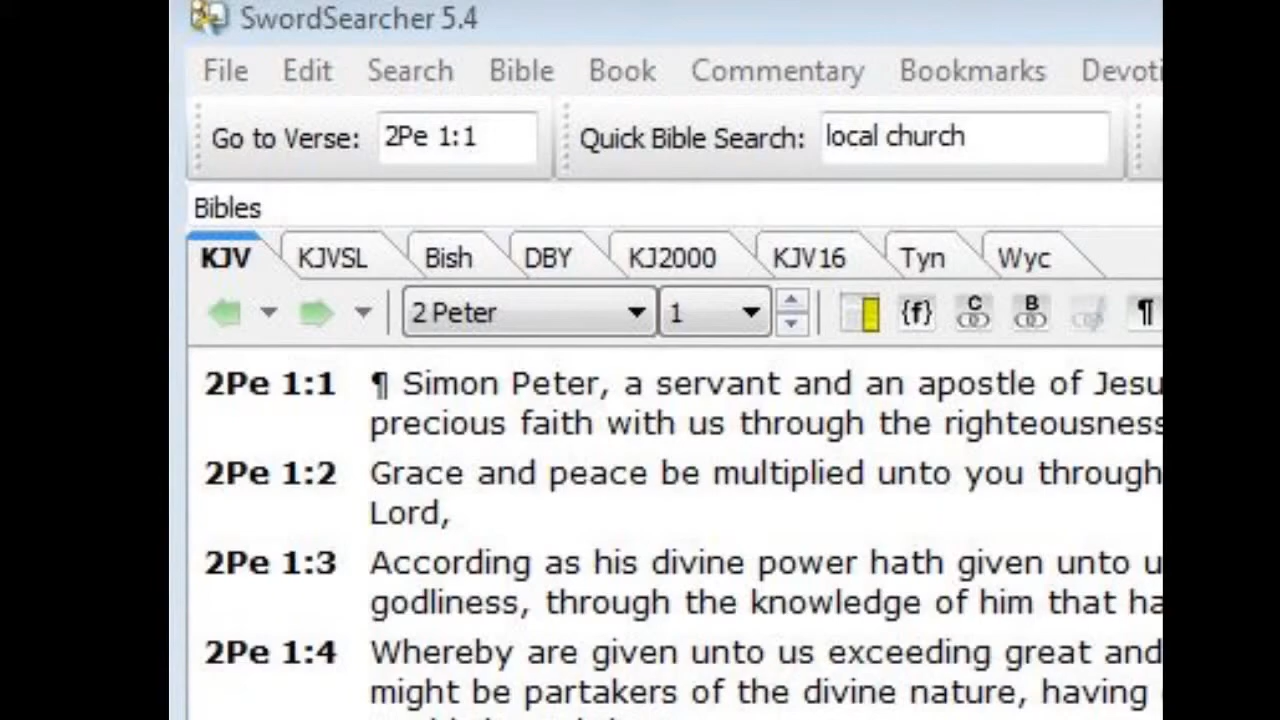 SwordSearcher 5.4
File Edit Search Bible Book Commentary Bookmarks Devoti
Go to Verse: 2Pe 1:1 Quick Bible Search: local church
Bibles
KJV KJVSL Bish DBY KJ2000 KJV16 Tyn Wyc
2 Peter 1 {f} C B ¶
2Pe 1:1 ¶ Simon Peter, a servant and an apostle of Jesu
precious faith with us through the righteousness
2Pe 1:2 Grace and peace be multiplied unto you through
Lord,
2Pe 1:3 According as his divine power hath given unto u
godliness, through the knowledge of him that ha
2Pe 1:4 Whereby are given unto us exceeding great and
might be partakers of the divine nature, having